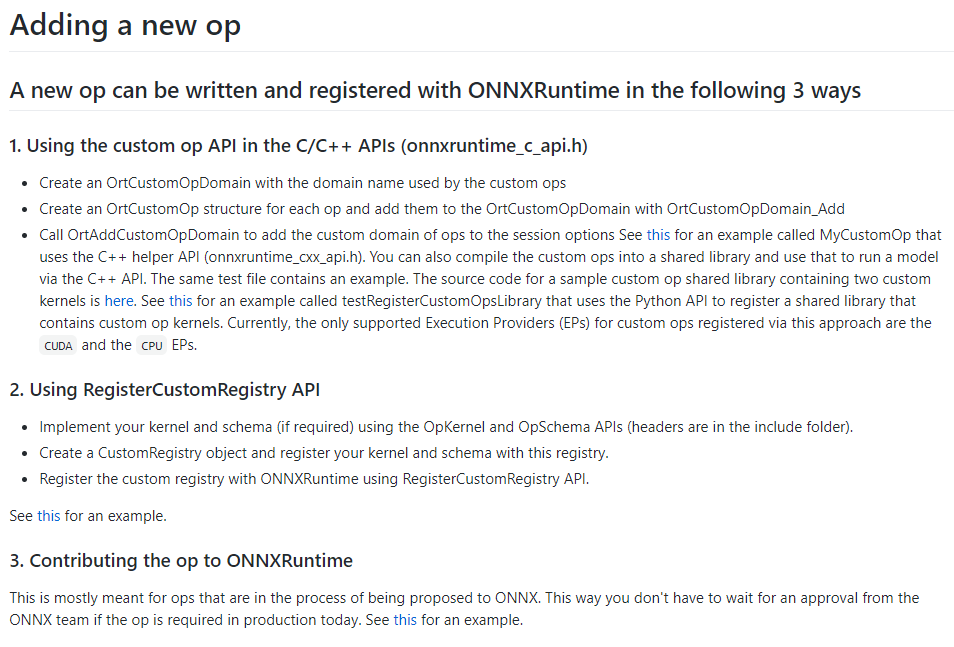 Adding a new op
A new op can be written and registered with ONNXRuntime in the following 3 ways
1. Using the custom op API in the C/C++ APIs (onnxruntime_c_api.h)
• Create an OrtCustomOpDomain with the domain name used by the custom ops
• Create an OrtCustomOp structure for each op and add them to the OrtCustomOpDomain with OrtCustomOpDomain_Add
• Call OrtAddCustomOpDomain to add the custom domain of ops to the session options See this for an example called MyCustomOp that
uses the C++ helper API (onnxruntime_cxx_api.h). You can also compile the custom ops into a shared library and use that to run a model
via the C++ API. The same test file contains an example. The source code for a sample custom op shared library containing two custom
kernels is here. See this for an example called testRegisterCustomOpsLibrary that uses the Python API to register a shared library that
contains custom op kernels. Currently, the only supported Execution Providers (EPs) for custom ops registered via this approach are the
CUDA and the CPU EPs.
2. Using RegisterCustomRegistry API
• Implement your kernel and schema (if required) using the OpKernel and OpSchema APIs (headers are in the include folder).
• Create a CustomRegistry object and register your kernel and schema with this registry.
• Register the custom registry with ONNXRuntime using RegisterCustomRegistry API.
See this for an example.
3. Contributing the op to ONNXRuntime
This is mostly meant for ops that are in the process of being proposed to ONNX. This way you don't have to wait for an approval from the
ONNX team if the op is required in production today. See this for an example.